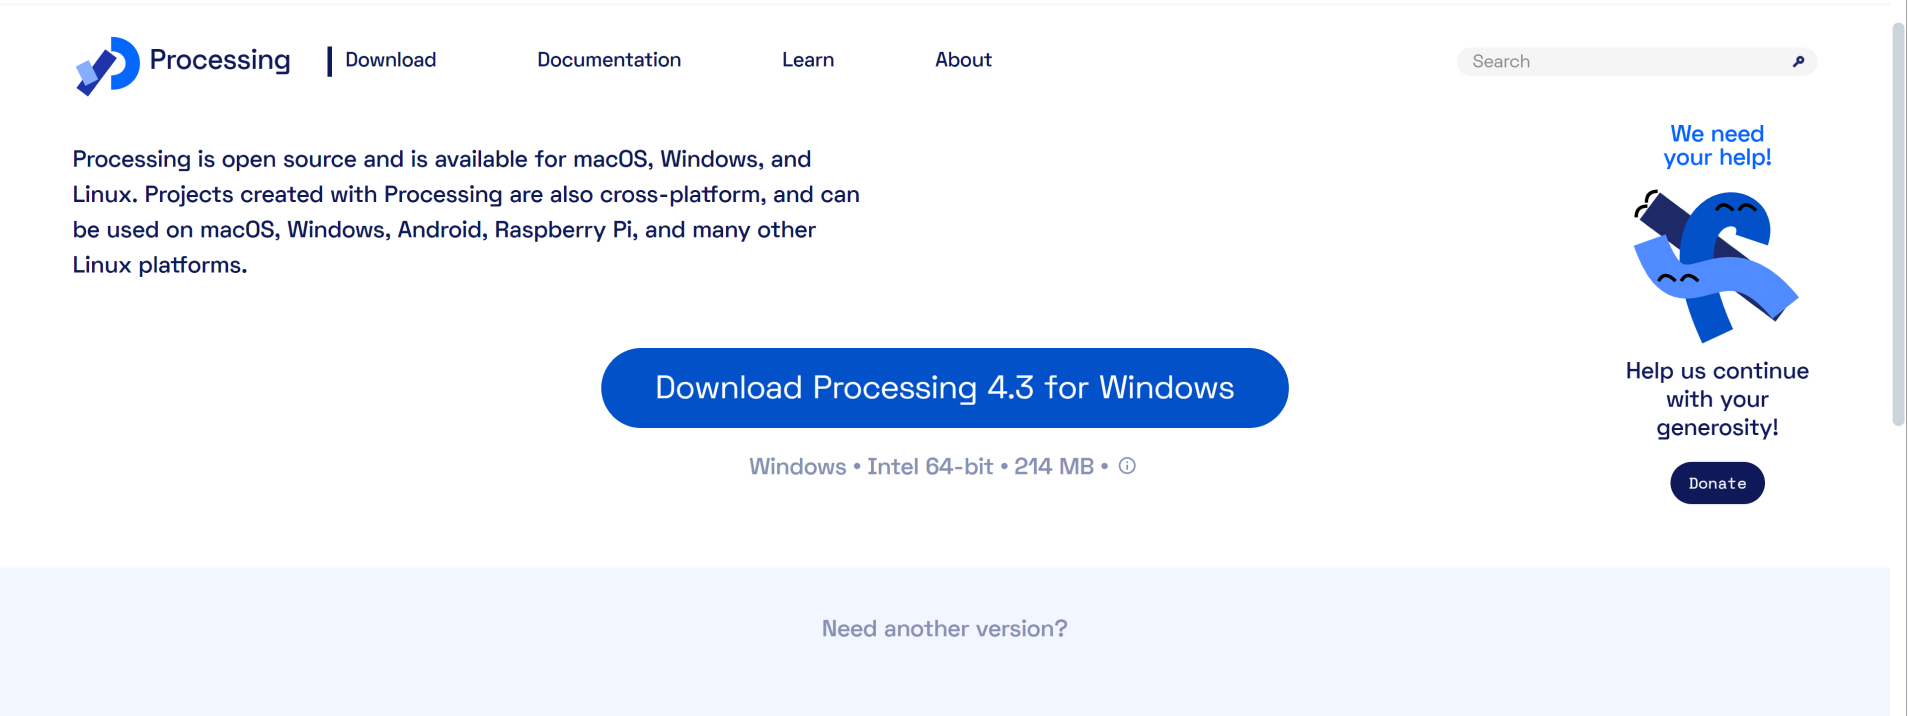 Processing
Download
Documentation
Learn
About
Search
Processing is open source and is available for macOS, Windows, and
Linux. Projects created with Processing are also cross-platform, and can
be used on macOS, Windows, Android, Raspberry Pi, and many other
Linux platforms.
We need
your help!
Download Processing 4.3 for Windows
Windows • Intel 64-bit • 214 MB •
Help us continue
with your
generosity!
Donate
Need another version?